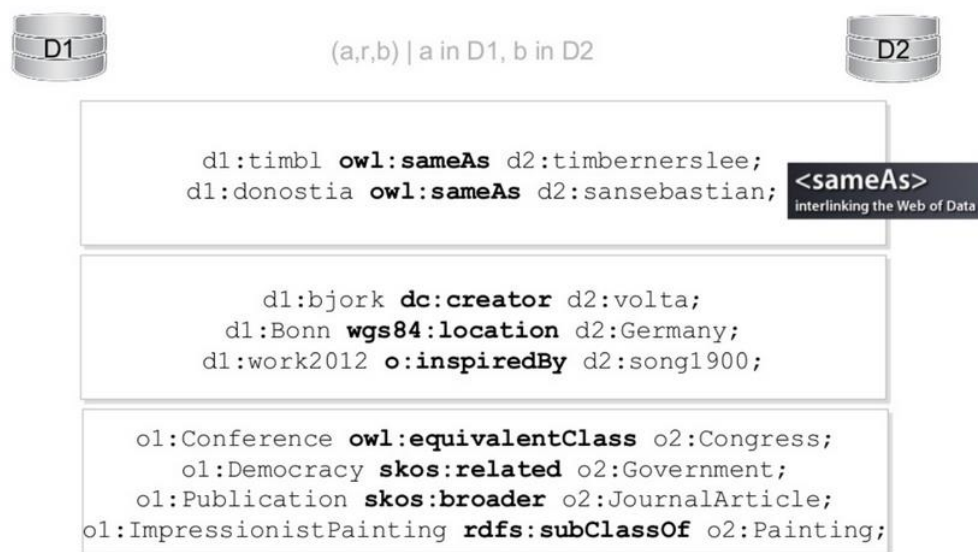 D1
(a,r,b) | a in D1, b in D2
D2
d1:timbl owl:sameAs d2:timbernerslee;
d1:donostia owl:sameAs d2:sansebastian;
<sameAs>
interlinking the Web of Data
d1:bjork dc:creator d2:volta;
d1:Bonn wgs84:location d2:Germany;
d1:work2012 o:inspiredBy d2:song1900;
o1:Conference owl:equivalentClass o2:Congress;
o1:Democracy skos:related o2:Government;
o1:Publication skos:broader o2:JournalArticle;
o1:ImpressionistPainting rdfs:subClassOf o2:Painting;